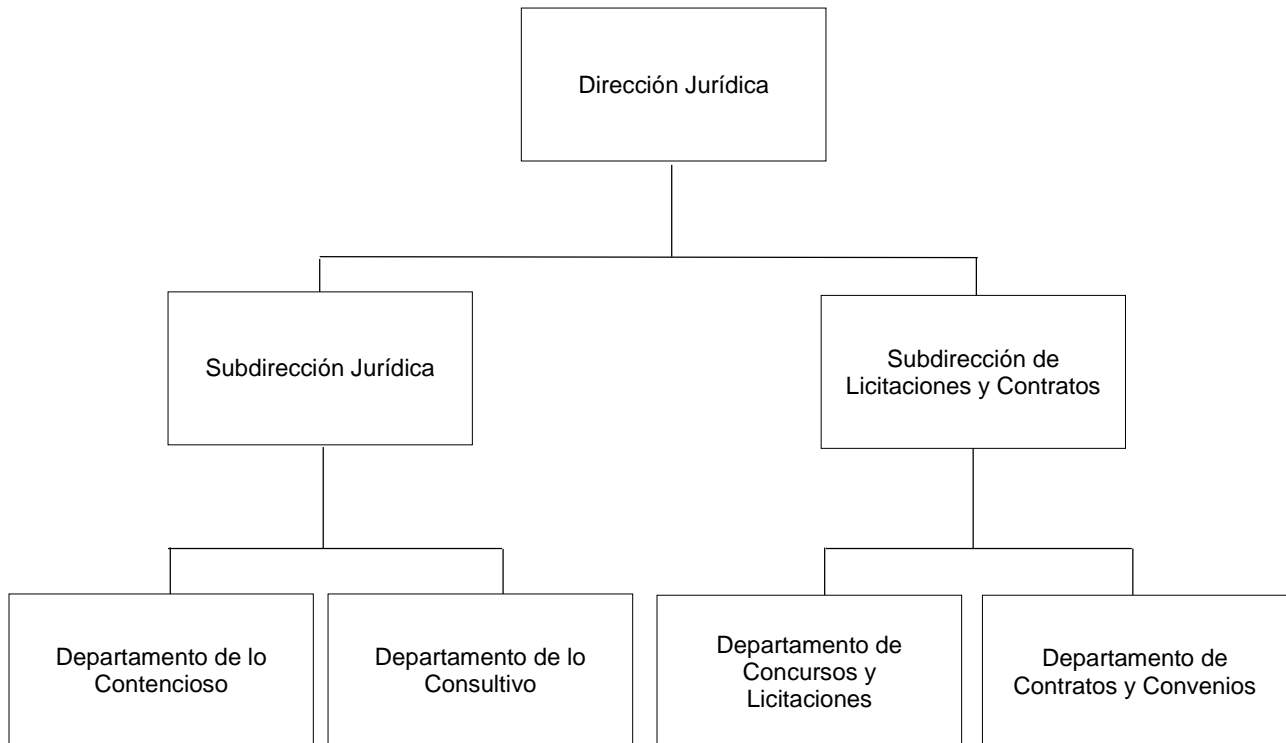 Dirección Jurídica
Subdirección Jurídica
Subdirección de
Licitaciones y Contratos
Departamento de lo
Contencioso
Departamento de lo
Consultivo
Departamento de
Concursos y
Licitaciones
Departamento de
Contratos y Convenios